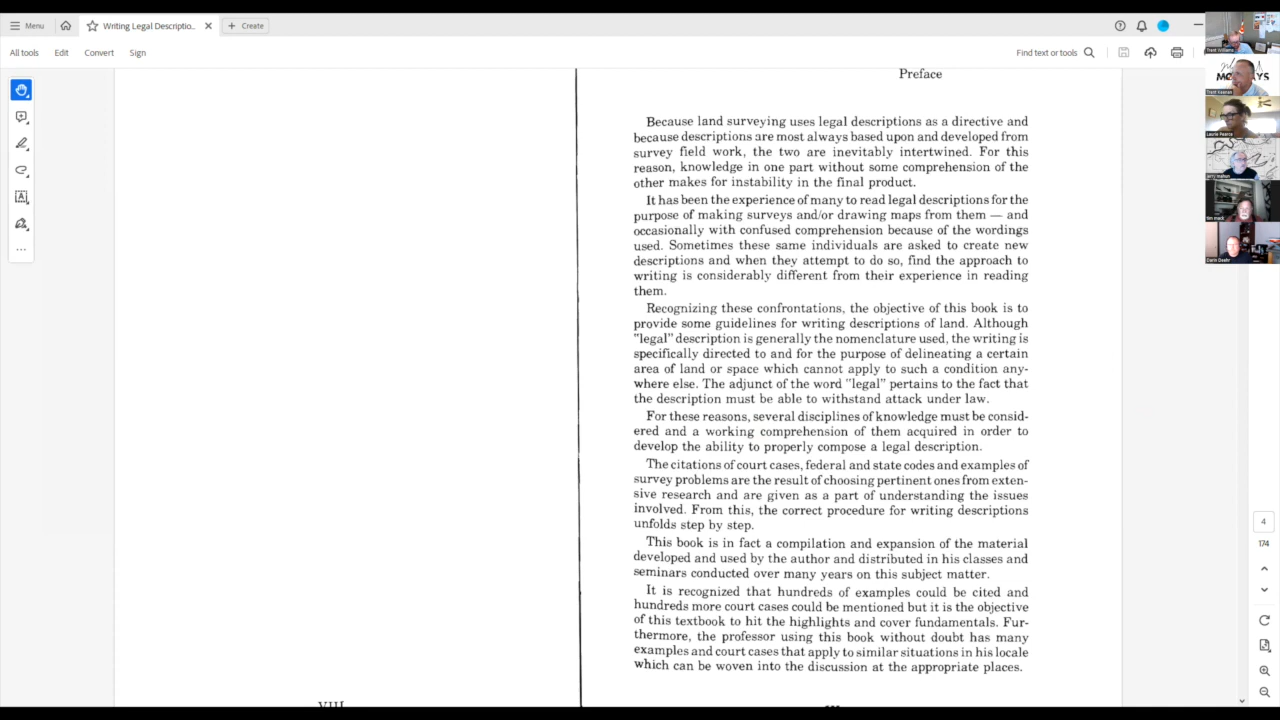 Menu
Writing Legal Descriptio...
Create
All tools
Edit
Convert
Sign
Find text or tools
Preface
Because land surveying uses legal descriptions as a directive and
because descriptions are most always based upon and developed from
survey field work, the two are inevitably intertwined. For this
reason, knowledge in one part without some comprehension of the
other makes for instability in the final product.
It has been the experience of many to read legal descriptions for the
purpose of making surveys and/or drawing maps from them — and
occasionally with confused comprehension because of the wordings
used. Sometimes these same individuals are asked to create new
descriptions and when they attempt to do so, find the approach to
writing is considerably different from their experience in reading
them.
Recognizing these confrontations, the objective of this book is to
provide some guidelines for writing descriptions of land. Although
"legal" description is generally the nomenclature used, the writing is
specifically directed to and for the purpose of delineating a certain
area of land or space which cannot apply to such a condition any-
where else. The adjunct of the word "legal" pertains to the fact that
the description must be able to withstand attack under law.
For these reasons, several disciplines of knowledge must be consid-
ered and a working comprehension of them acquired in order to
develop the ability to properly compose a legal description.
The citations of court cases, federal and state codes and examples of
survey problems are the result of choosing pertinent ones from exten-
sive research and are given as a part of understanding the issues
involved. From this, the correct procedure for writing descriptions
unfolds step by step.
This book is in fact a compilation and expansion of the material
developed and used by the author and distributed in his classes and
seminars conducted over many years on this subject matter.
It is recognized that hundreds of examples could be cited and
hundreds more court cases could be mentioned but it is the objective
of this textbook to hit the highlights and cover fundamentals. Fur-
thermore, the professor using this book without doubt has many
examples and court cases that apply to similar situations in his locale
which can be woven into the discussion at the appropriate places.
VIII
4
174
Trent Williams
Trent Keenan
Laurie Pearce
tim mack